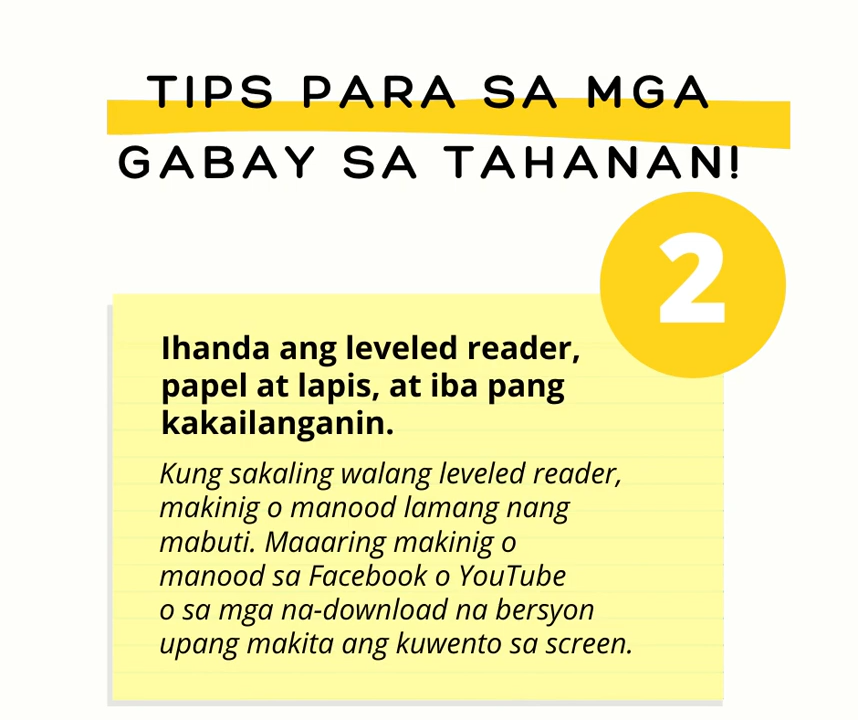 TIPS PARA SA MGA
GABAY SA TAHANAN!
2
Ihanda ang leveled reader,
papel at lapis, at iba pang
kakailanganin.
Kung sakaling walang leveled reader,
makinig o manood lamang nang
mabuti. Maaaring makinig o
manood sa Facebook o YouTube
o sa mga na-download na bersyon
upang makita ang kuwento sa screen.